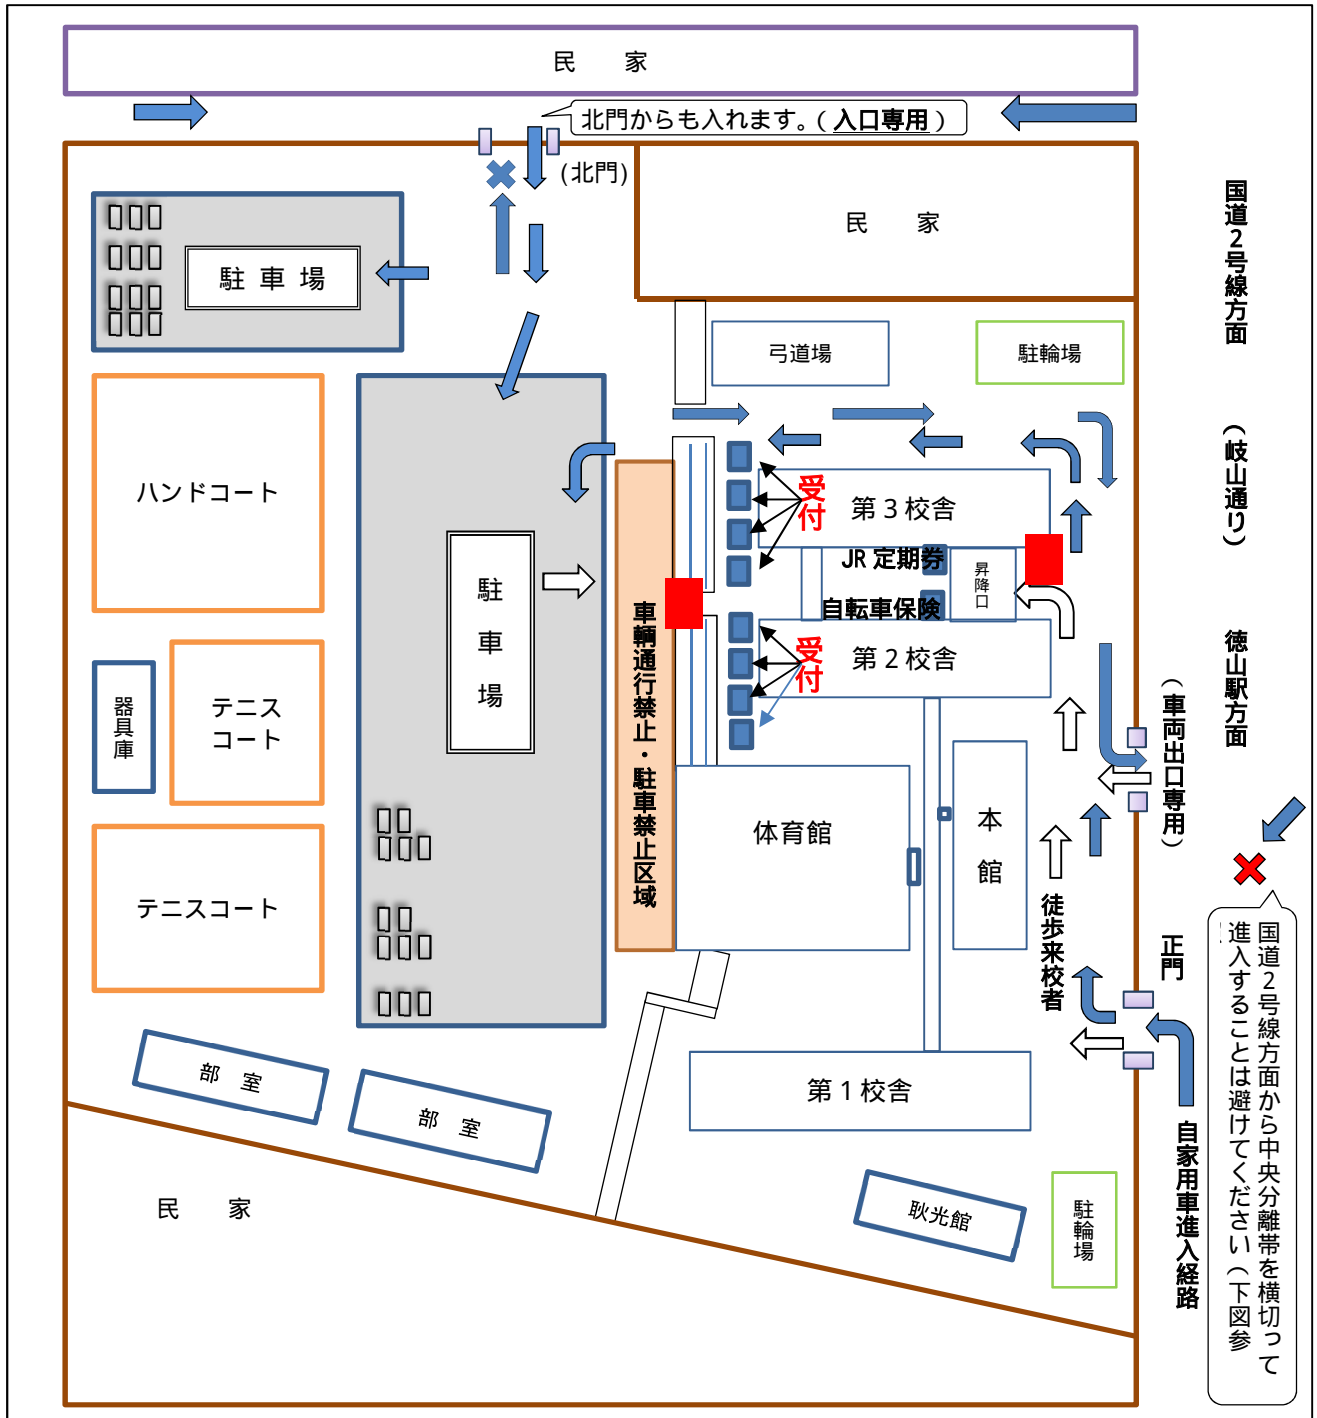 民　家
北門からも入れます。（入口専用）
(北門)
民　家
駐 車 場
国道２号線方面
弓道場
駐輪場
（岐山通り）
ハンドコート
受付
第３校舎
JR 定期券
昇降口
駐車場
車輌通行禁止・駐車禁止区域
自転車保険
受付
第２校舎
徳山駅方面
（車両出口専用）
器具庫
テニス
コート
体育館
本館
テニスコート
徒歩来校者
正門
国道２号線方面から中央分離帯を横切って
進入することは避けてください（下図参
部　室
部　室
第１校舎
自家用車進入経路
民　家
耿光館
駐輪場